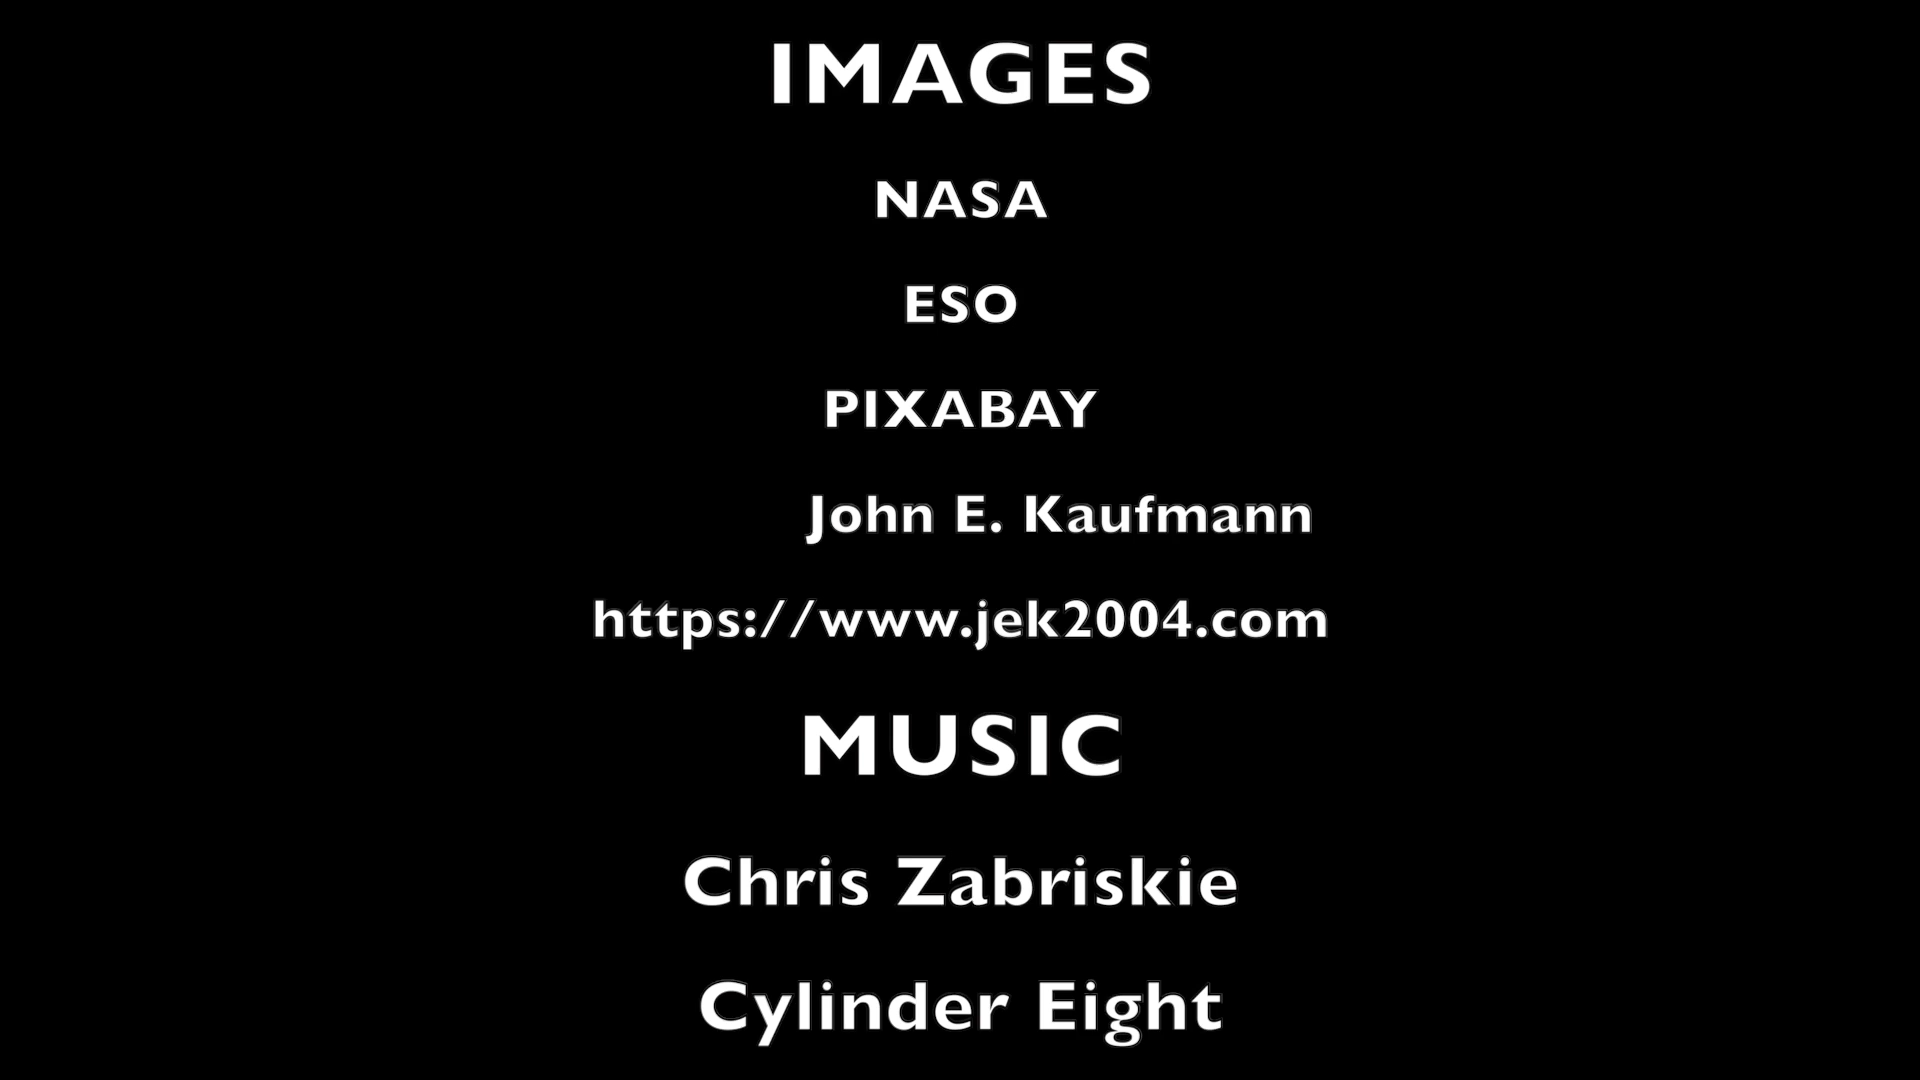 IMAGES
NASA
ESO
PIXABAY
John E. Kaufmann
https://www.jek2004.com
MUSIC
Chris Zabriskie
Cylinder Eight